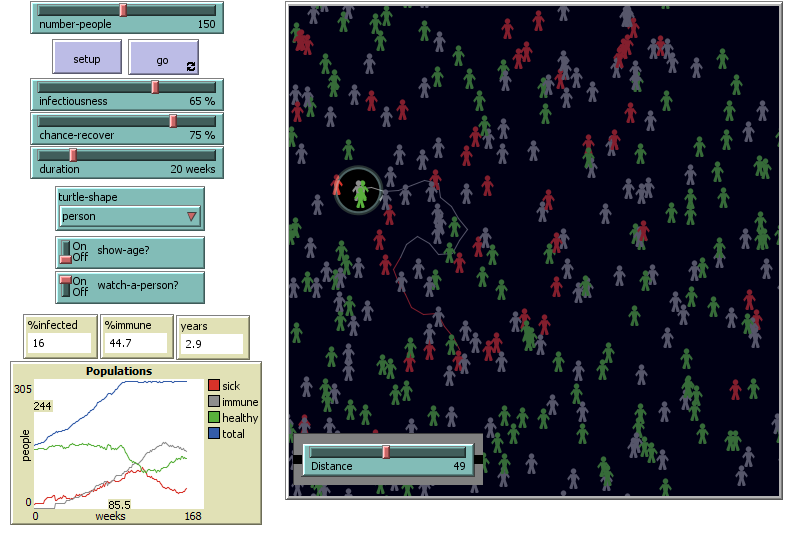 number-people 150
setup go
infectiousness 65 %
chance-recover 75 %
duration 20 weeks
turtle-shape
person
On
Off
show-age?
On
Off
watch-a-person?
%infected %immune years
16 44.7 2.9
Populations
305
244
people
0
0 85.5 168
weeks
sick
immune
healthy
total
Distance 49